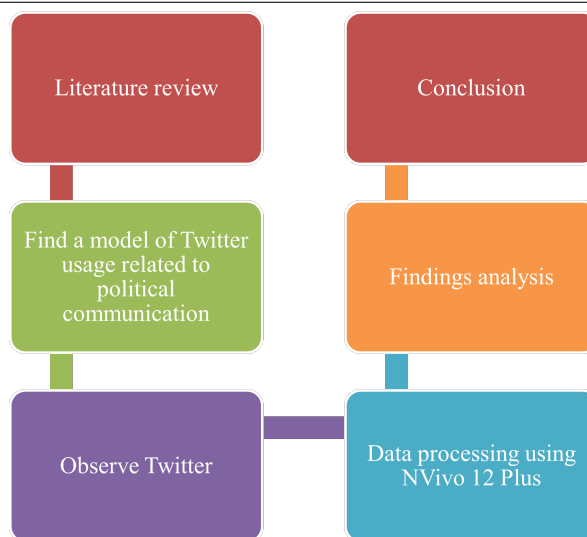 Literature review
Find a model of Twitter
usage related to
political
communication
Observe Twitter
Data processing using
NVivo 12 Plus
Findings analysis
Conclusion